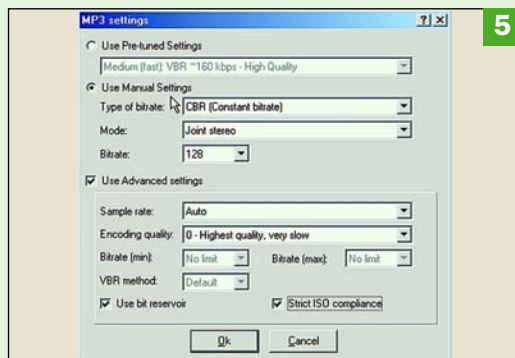 MP3 settings
5
Use Pre-tuned Settings
Medium (fast): VBR ~160 kbps - High Quality
Use Manual Settings
Type of bitrate: CBR (Constant bitrate)
Mode: Joint stereo
Bitrate: 128
Use Advanced settings
Sample rate: Auto
Encoding quality: 0 - Highest quality, very slow
Bitrate (min): No limit Bitrate (max): No limit
VBR method: Default
Use bit reservoir Strict ISO compliance
Ok Cancel